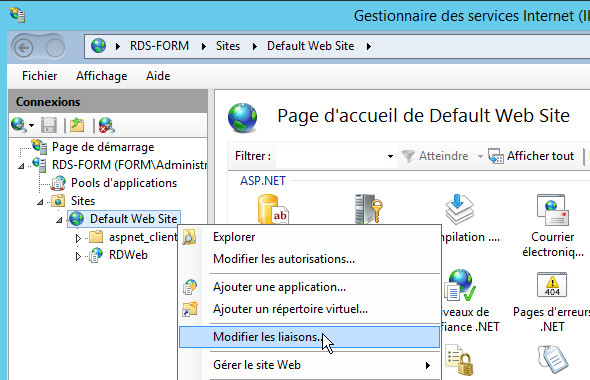 Gestionnaire des services Internet (II
RDS-FORM Sites Default Web Site
Fichier Affichage Aide
Connexions
Page de démarrage
RDS-FORM (FORM\Administr
Pools d'applications
Sites
Default Web Site
aspnet_client
RDWeb
Page d'accueil de Default Web Site
Filtrer : Atteindre Afficher tout
ASP.NET
ab
pilation ....
Courrier
électroniq...
veaux de
fiance .NET
404
Pages d'erreurs
.NET
Explorer
Modifier les autorisations...
Ajouter une application...
Ajouter un répertoire virtuel...
Modifier les liaisons...
Gérer le site Web